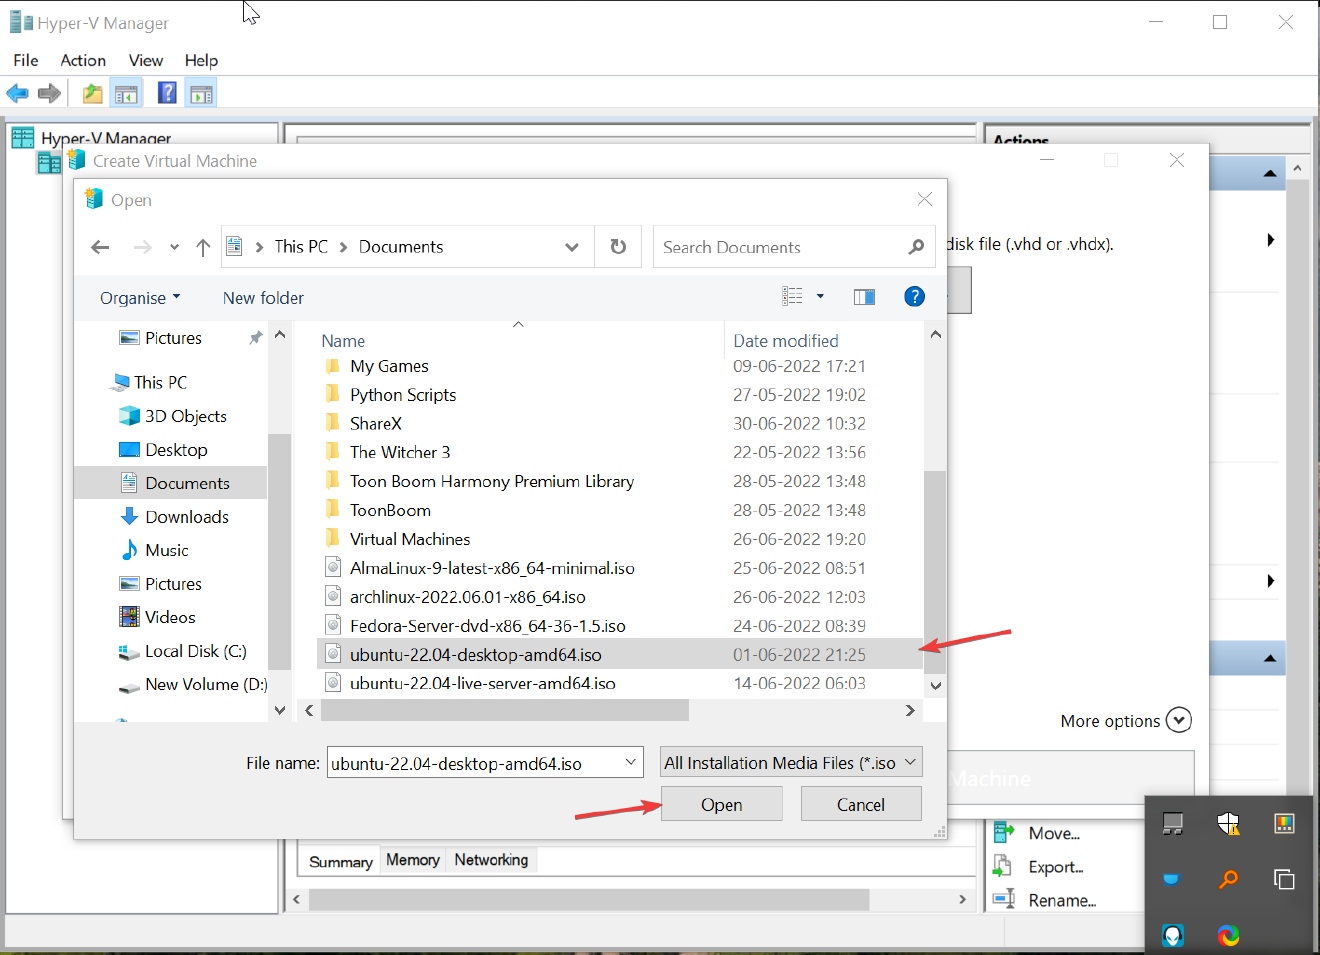 Hyper-V Manager
File Action View Help
Hyper-V Manager
Actions
Create Virtual Machine
Open
This PC > Documents
Search Documents
disk file (.vhd or .vhdx).
Organise New folder
Pictures
This PC
3D Objects
Desktop
Documents
Downloads
Music
Pictures
Videos
Local Disk (C:)
New Volume (D:)
Name Date modified
My Games 09-06-2022 17:21
Python Scripts 27-05-2022 19:02
ShareX 30-06-2022 10:32
The Witcher 3 22-05-2022 13:56
Toon Boom Harmony Premium Library 28-05-2022 13:48
ToonBoom 28-05-2022 13:48
Virtual Machines 26-06-2022 19:20
AlmaLinux-9-latest-x86_64-minimal.iso 25-06-2022 08:51
archlinux-2022.06.01-x86_64.iso 26-06-2022 12:03
Fedora-Server-dvd-x86_64-36-1.5.iso 24-06-2022 08:39
ubuntu-22.04-desktop-amd64.iso 01-06-2022 21:25
ubuntu-22.04-live-server-amd64.iso 14-06-2022 06:03
More options
File name: ubuntu-22.04-desktop-amd64.iso All Installation Media Files (*.iso
Machine
Open Cancel
Move...
Export...
Rename...
Summary Memory Networking